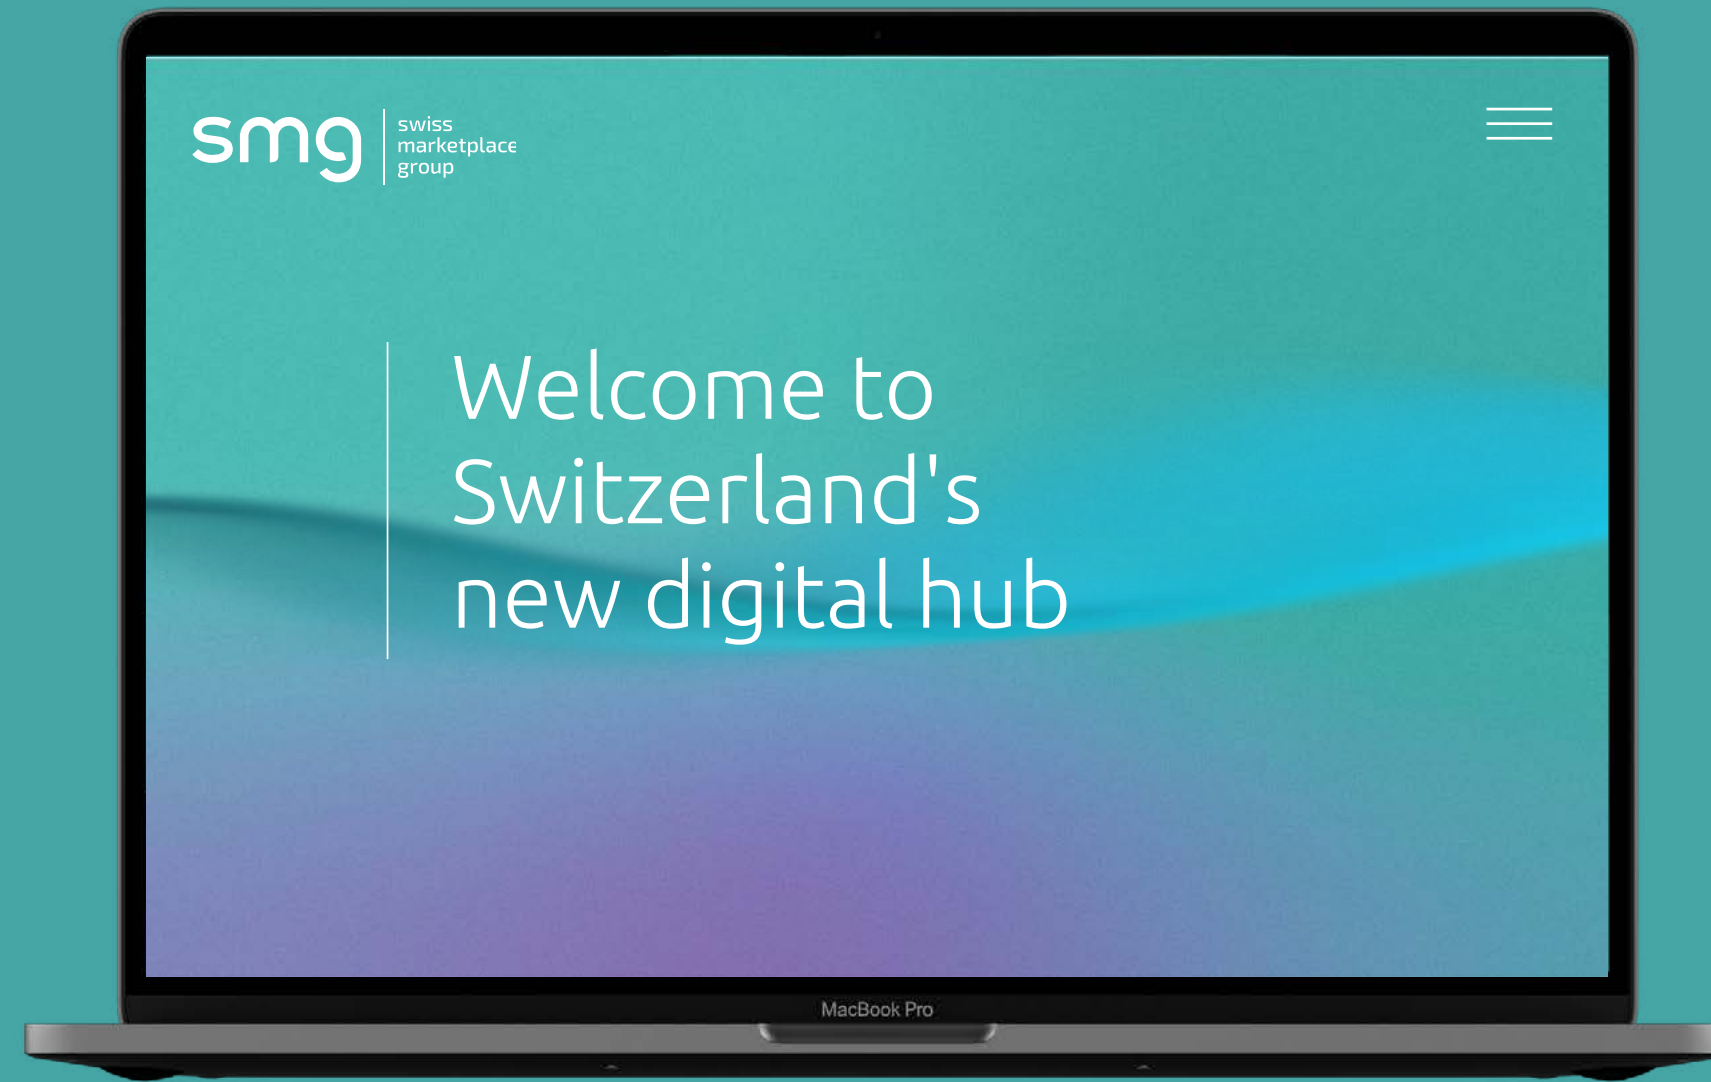 smg
swiss
marketplace
group
Welcome to
Switzerland's
new digital hub
MacBook Pro